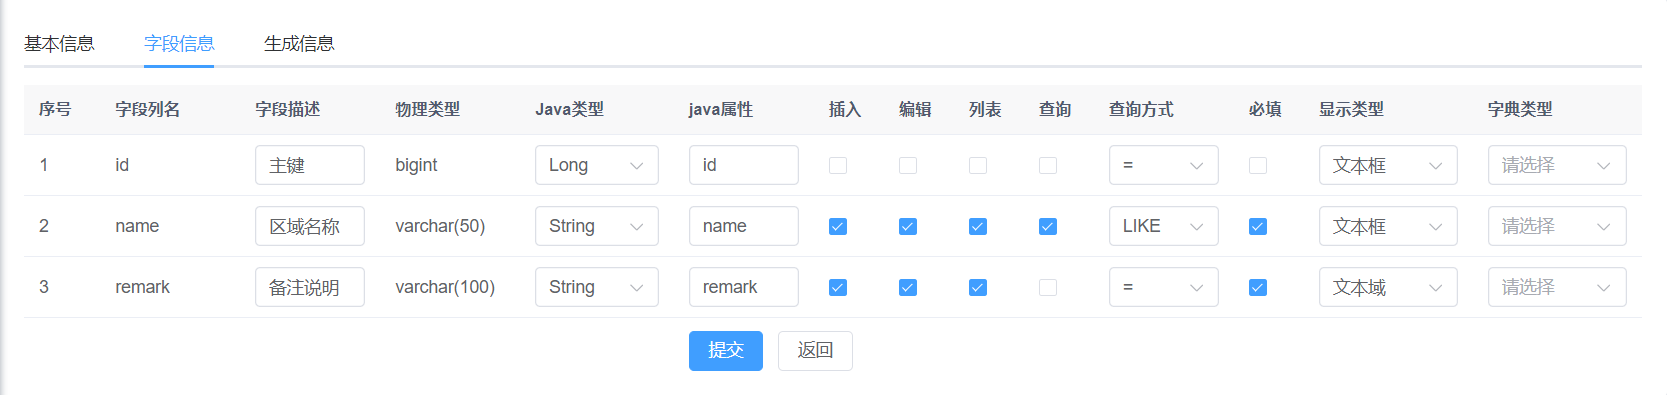 基本信息 字段信息 生成信息
序号 字段列名 字段描述 物理类型 Java类型 java属性 插入 编辑 列表 查询 查询方式 必填 显示类型 字典类型
1 id 主键 bigint Long id = 文本框 请选择
2 name 区域名称 varchar(50) String name LIKE 文本框 请选择
3 remark 备注说明 varchar(100) String remark = 文本域 请选择
提交 返回